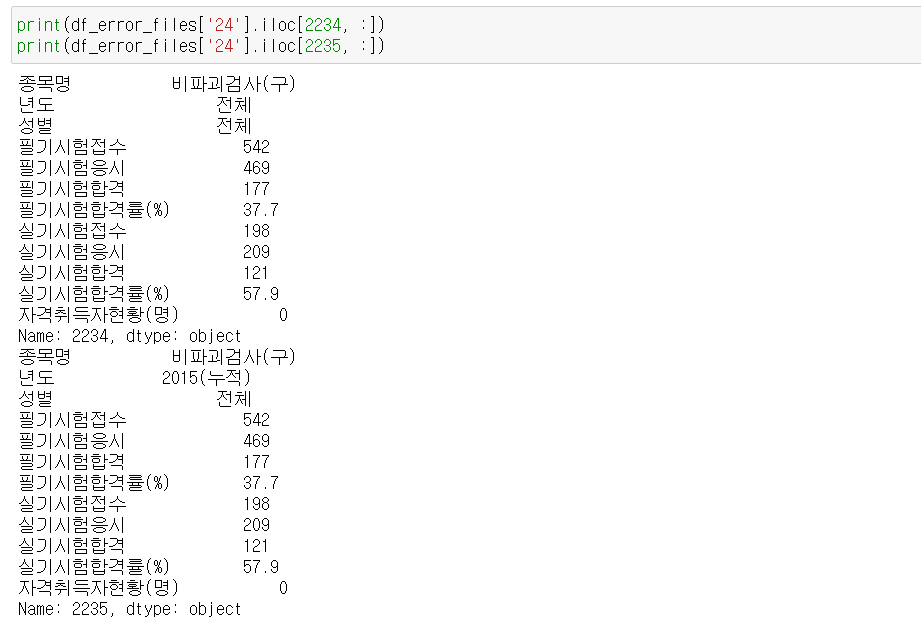 print(df_error_files['24'].iloc[2234, :])
print(df_error_files['24'].iloc[2235, :])
종목명 비파괴검사(구)
년도 전체
성별 전체
필기시험접수 542
필기시험응시 469
필기시험합격 177
필기시험합격률(%) 37.7
실기시험접수 198
실기시험응시 209
실기시험합격 121
실기시험합격률(%) 57.9
자격취득자현황(명) 0
Name: 2234, dtype: object
종목명 비파괴검사(구)
년도 2015(누적)
성별 전체
필기시험접수 542
필기시험응시 469
필기시험합격 177
필기시험합격률(%) 37.7
실기시험접수 198
실기시험응시 209
실기시험합격 121
실기시험합격률(%) 57.9
자격취득자현황(명) 0
Name: 2235, dtype: object